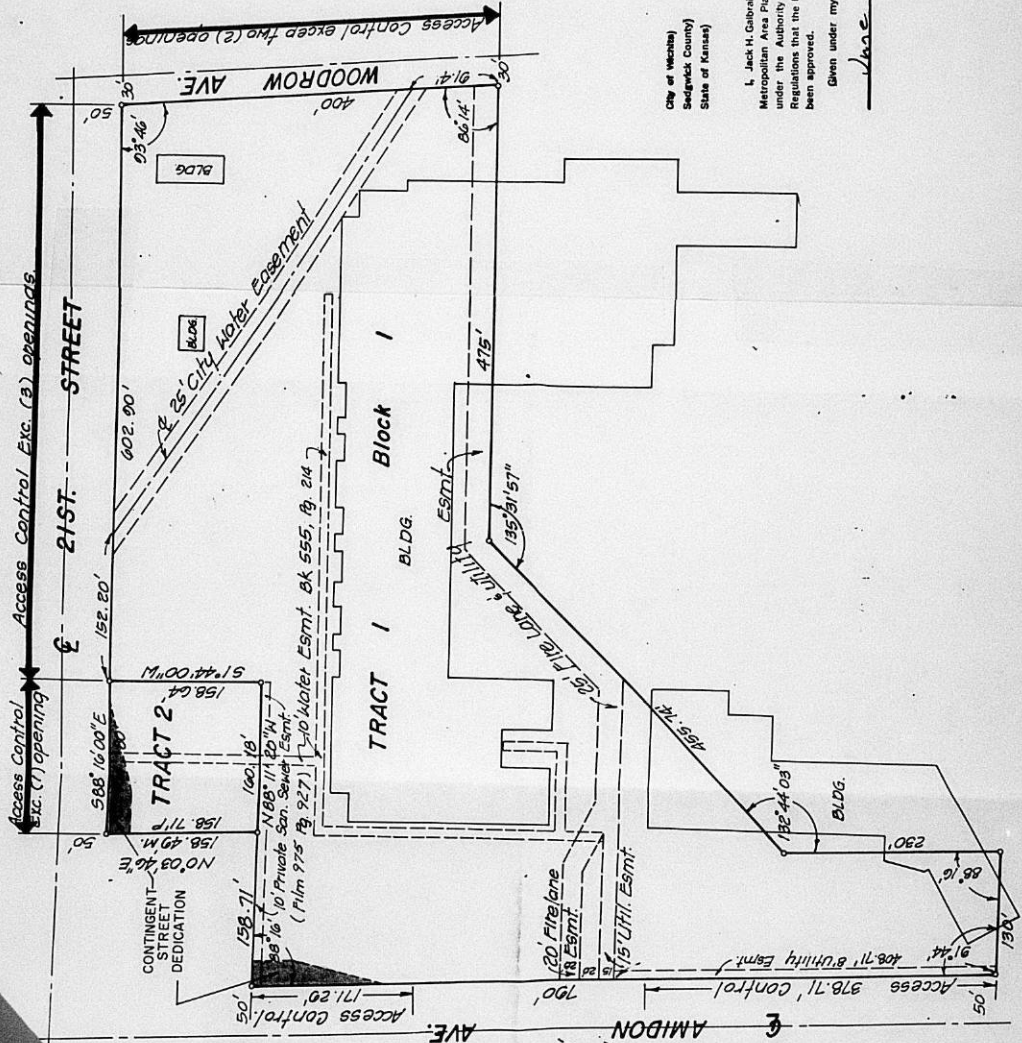 Access Control Exc. (3) openings.
Access Control
Exc. (1) opening
Access Control except two (2) openings
℄ 21ST. STREET
WOODROW AVE.
50'
152.20'
602.90'
50'
30'
93°46'
400'
91.4'
30'
86°14'
BLDG.
BLDG.
℄ 25' City Water Easement
S88°16'00"E
TRACT 2
S1°44'00"W
158.64'
158.71'P
158.49'M.
N0°03'46"E
160.18'
N88°11'20"W
CONTINGENT
STREET
DEDICATION
158.71'
88°16'
10' Private San. Sewer Esmt.
(Film 975 Pg. 927)
10' Water Esmt. BK 555, Pg. 214
TRACT 1 Block 1
BLDG.
Esmt.
475'
135°31'57"
25' Fire Lane & utility
455.74'
132°44'03"
BLDG.
230'
88°16'
130'
91°44'
50'
50'
171.29'
Access Control
20' Firelane
Esmt.
20
15
15' Util. Esmt.
790'
408.71' 8' Utility Esmt
Access 378.71' Control
℄ AMIDON AVE.
City of Wichita)
Sedgwick County)
State of Kansas)
I, Jack H. Galbrai
Metropolitan Area Pla
under the Authority
Regulations that the
been approved.
Given under my
June